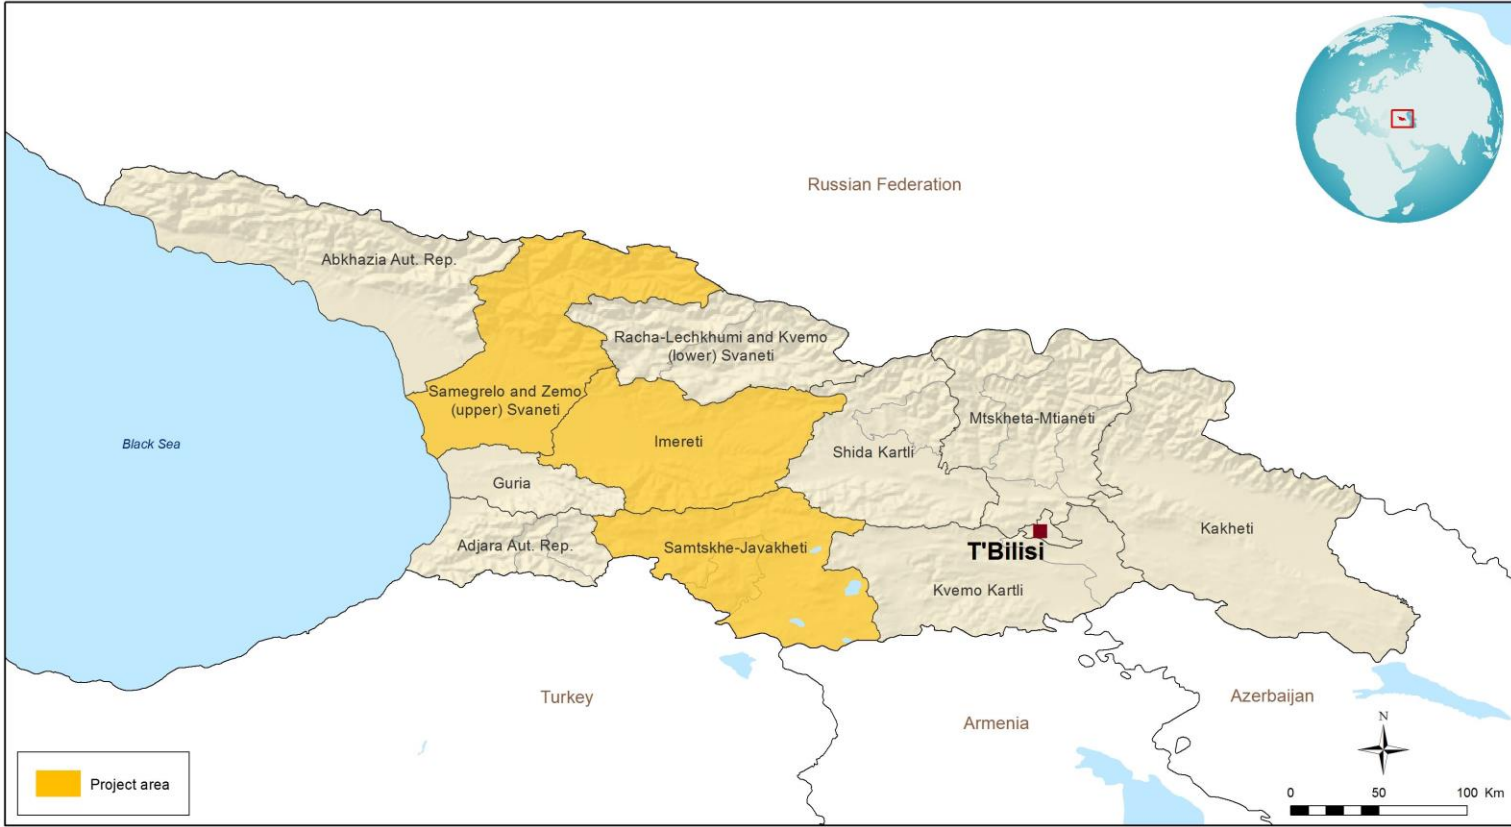 Russian Federation
Abkhazia Aut. Rep.
Racha-Lechkhumi and Kvemo
(lower) Svaneti
Samegrelo and Zemo
(upper) Svaneti
Mtskheta-Mtianeti
Black Sea
Imereti
Shida Kartli
Guria
Kakheti
Adjara Aut. Rep.
Samtskhe-Javakheti
T'Bilisi
Kvemo Kartli
Turkey
Armenia
Azerbaijan
N
Project area
0 50 100 Km